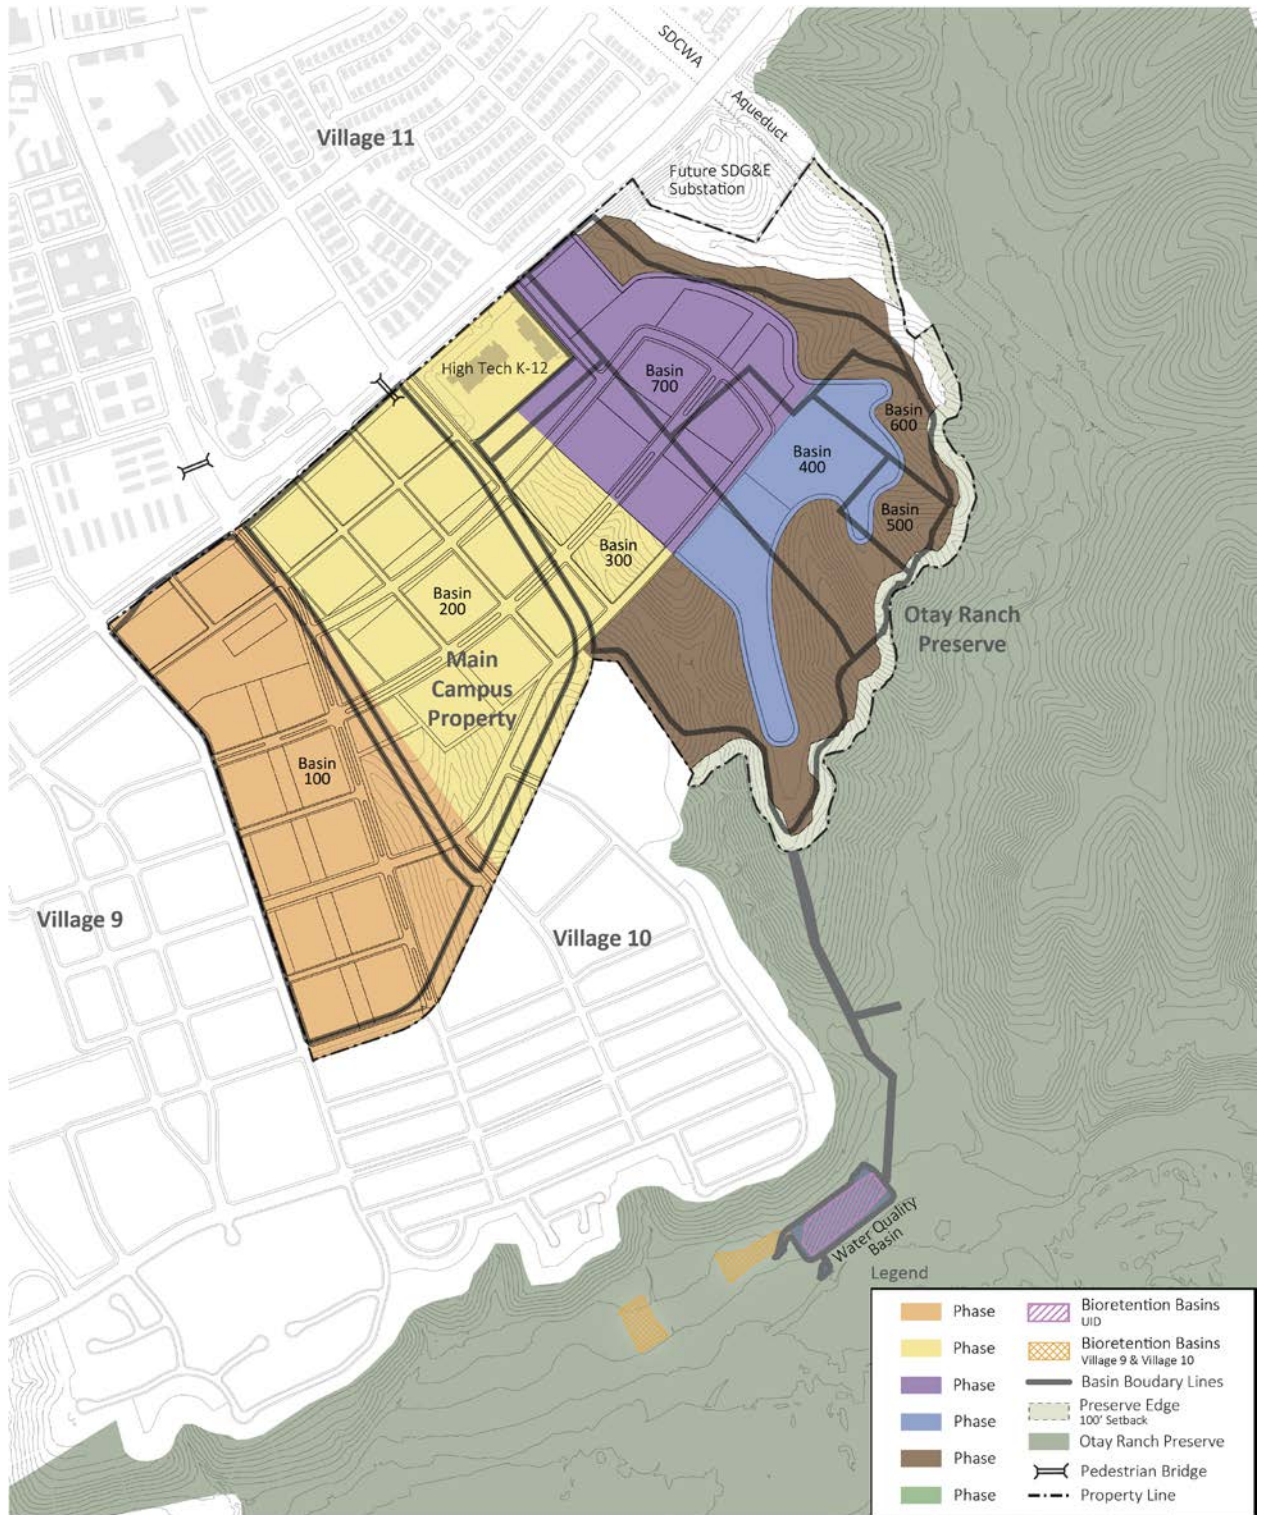 SDCWA
Aqueduct
Village 11
Future SDG&E
Substation
High Tech K-12
Basin
700
Basin
600
Basin
400
Basin
500
Basin
300
Basin
200
Otay Ranch
Preserve
Main
Campus
Property
Basin
100
Village 9
Village 10
Water Quality
Basin
Legend
Phase
Phase
Phase
Phase
Phase
Phase
Bioretention Basins
UID
Bioretention Basins
Village 9 & Village 10
Basin Boudary Lines
Preserve Edge
100' Setback
Otay Ranch Preserve
Pedestrian Bridge
Property Line